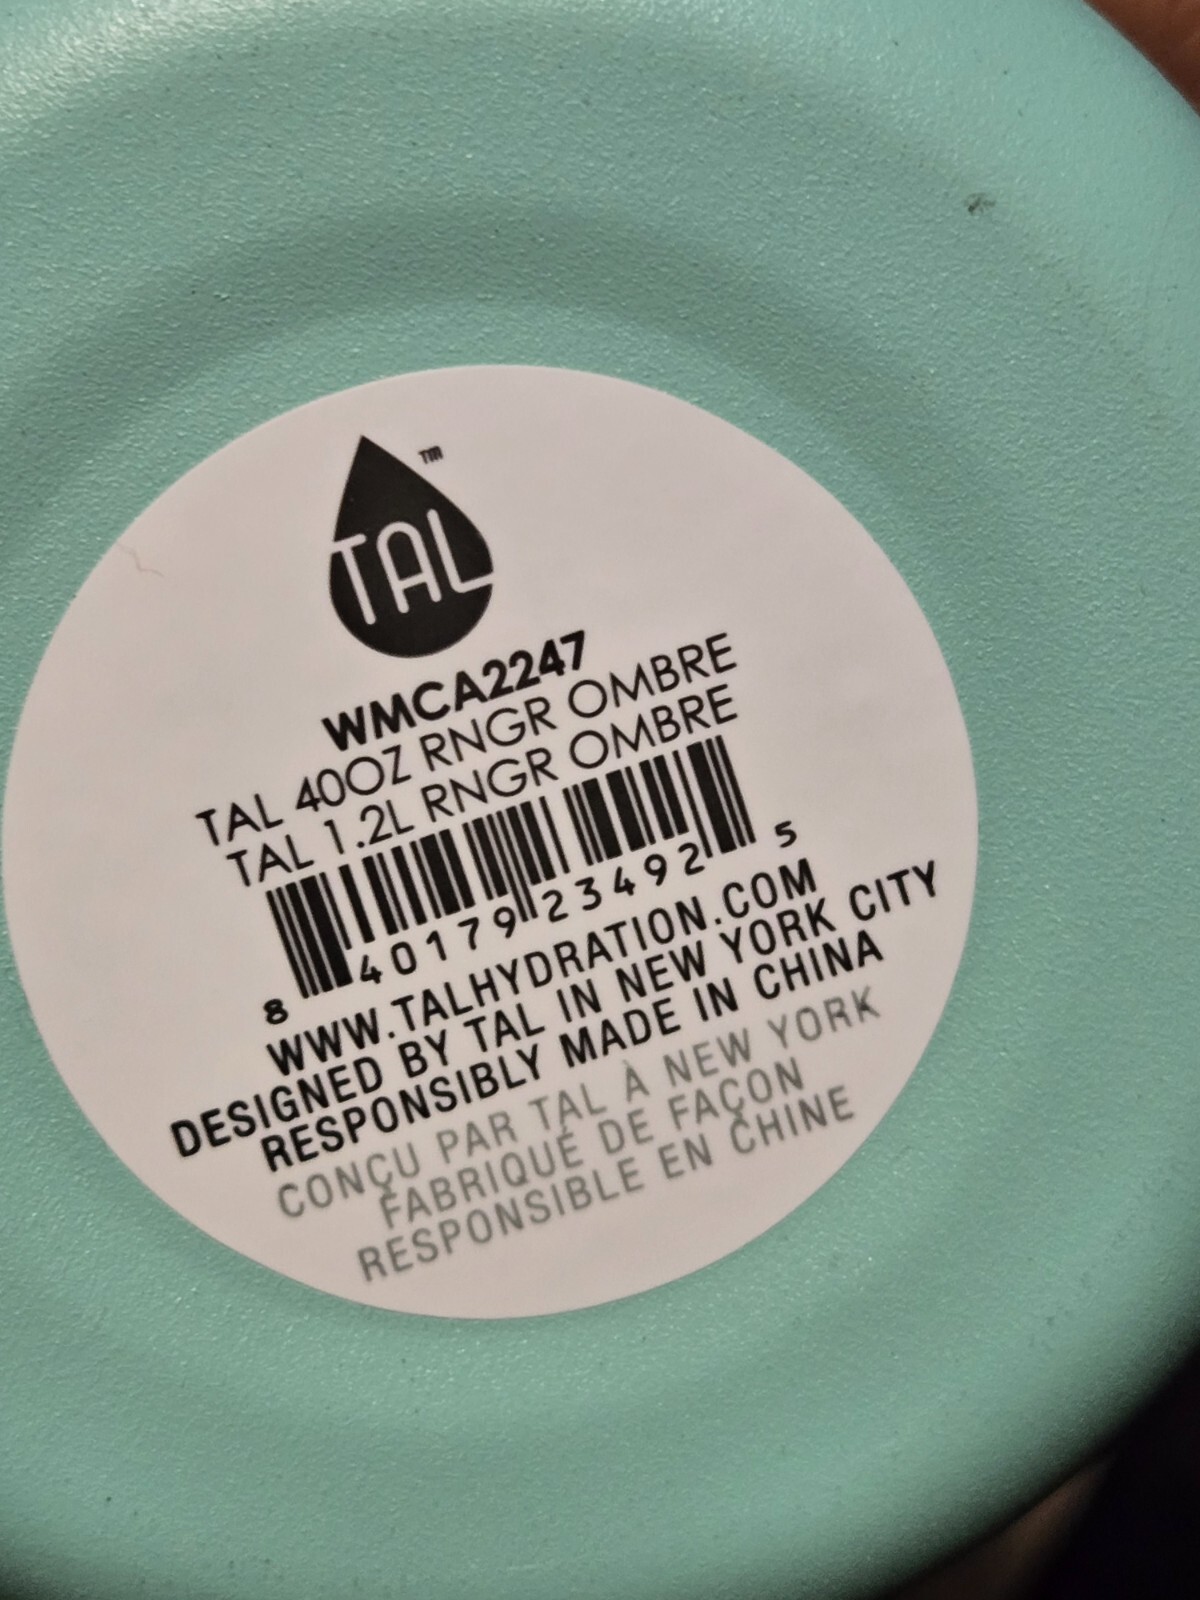 TAL™
WMCA2247
TAL 40OZ RNGR OMBRE
TAL 1.2L RNGR OMBRE
8 40179 23492 5
WWW.TALHYDRATION.COM
DESIGNED BY TAL IN NEW YORK CITY
RESPONSIBLY MADE IN CHINA
CONÇU PAR TAL À NEW YORK
FABRIQUÉ DE FAÇON
RESPONSIBLE EN CHINE